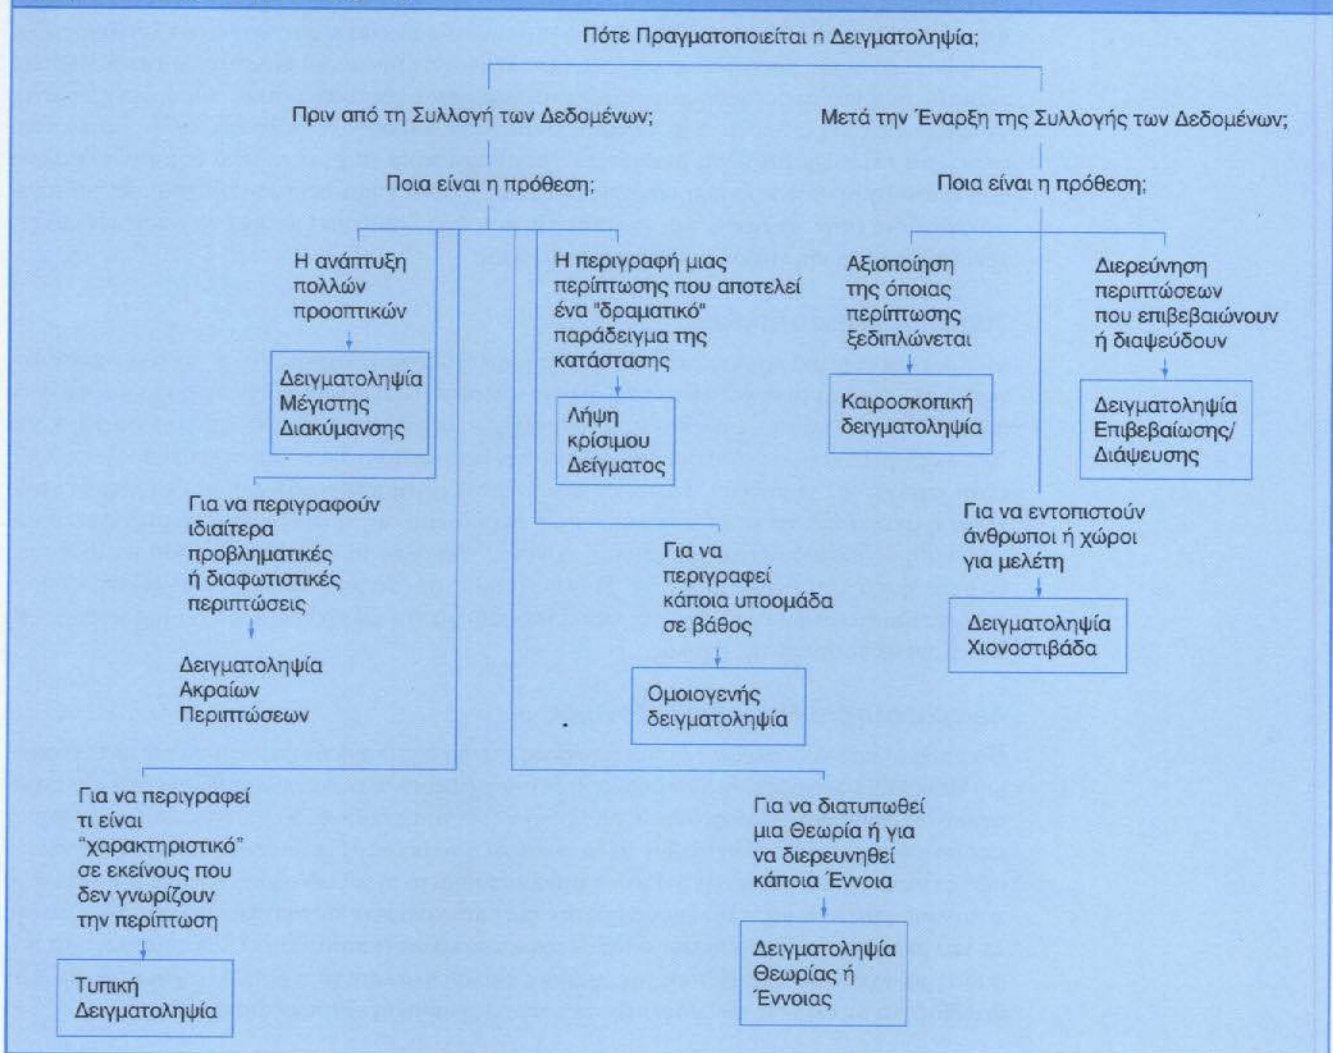 Πότε Πραγματοποιείται n Δειγματοληψία;
Πριν από τη Συλλογή των Δεδομένων;
Μετά την Έναρξη της Συλλογής των Δεδομένων;
Ποια είναι η πρόθεση;
Ποια είναι η πρόθεση;
Η ανάπτυξη
πολλών
προοπτικών
Δειγματοληψία
Μέγιστης
Διακύμανσης
Η περιγραφή μιας
περίπτωσης που αποτελεί
ένα "δραματικό"
παράδειγμα της
κατάστασης
Λήψη
κρίσιμου
Δείγματος
Αξιοποίηση
της όποιας
περίπτωσης
ξεδιπλώνεται
Καιροσκοπική
δειγματοληψία
Διερεύνηση
περιπτώσεων
που επιβεβαιώνουν
ή διαψεύδουν
Δειγματοληψία
Επιβεβαίωσης/
Διάψευσης
Για να περιγραφούν
ιδιαίτερα
προβληματικές
ή διαφωτιστικές
περιπτώσεις
Δειγματοληψία
Ακραίων
Περιπτώσεων
Για να
περιγραφεί
κάποια υποομάδα
σε βάθος
Ομοιογενής
δειγματοληψία
Για να εντοπιστούν
άνθρωποι ή χώροι
για μελέτη
Δειγματοληψία
Χιονοστιβάδα
Για να περιγραφεί
τι είναι
"χαρακτηριστικό"
σε εκείνους που
δεν γνωρίζουν
την περίπτωση
Τυπική
Δειγματοληψία
Για να διατυπωθεί
μια Θεωρία ή για
να διερευνηθεί
κάποια Έννοια
Δειγματοληψία
Θεωρίας ή
Έννοιας